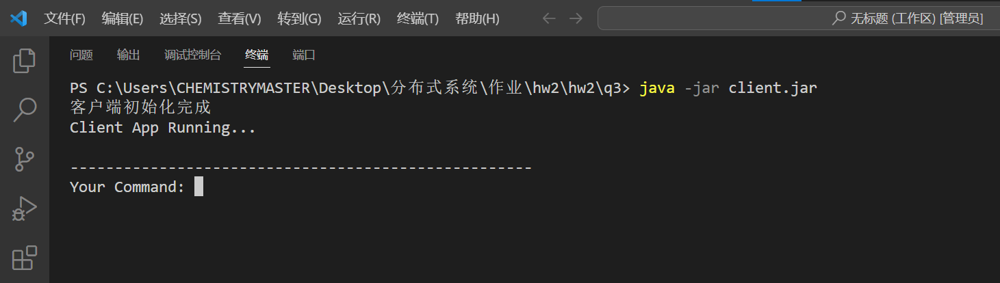 文件(F) 编辑(E) 选择(S) 查看(V) 转到(G) 运行(R) 终端(T) 帮助(H) 无标题 (工作区) [管理员]
问题 输出 调试控制台 终端 端口
PS C:\Users\CHEMISTRYMASTER\Desktop\分布式系统\作业\hw2\hw2\q3> java -jar client.jar
客户端初始化完成
Client App Running...
----------------------------------------------------
Your Command: